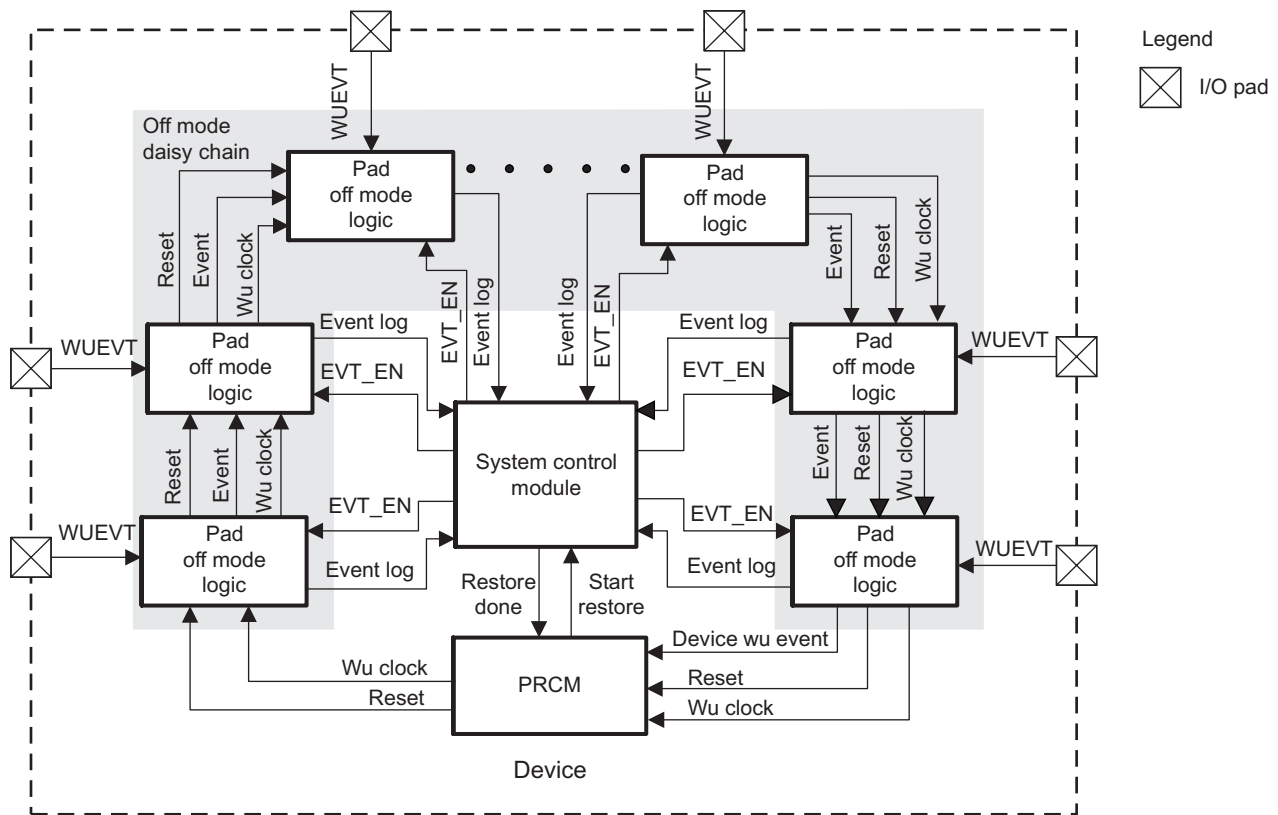 Legend
I/O pad
WUEVT
WUEVT
Off mode
daisy chain
Pad
off mode
logic
Pad
off mode
logic
Reset
Event
Wu clock
EVT_EN
Event log
Event log
EVT_EN
Event
Reset
Wu clock
WUEVT
Pad
off mode
logic
Event log
EVT_EN
Event log
EVT_EN
Pad
off mode
logic
WUEVT
Reset
Event
Wu clock
System control
module
Event
Reset
Wu clock
WUEVT
Pad
off mode
logic
EVT_EN
Event log
EVT_EN
Event log
Pad
off mode
logic
WUEVT
Restore
done
Start
restore
Wu clock
Reset
PRCM
Device wu event
Reset
Wu clock
Device